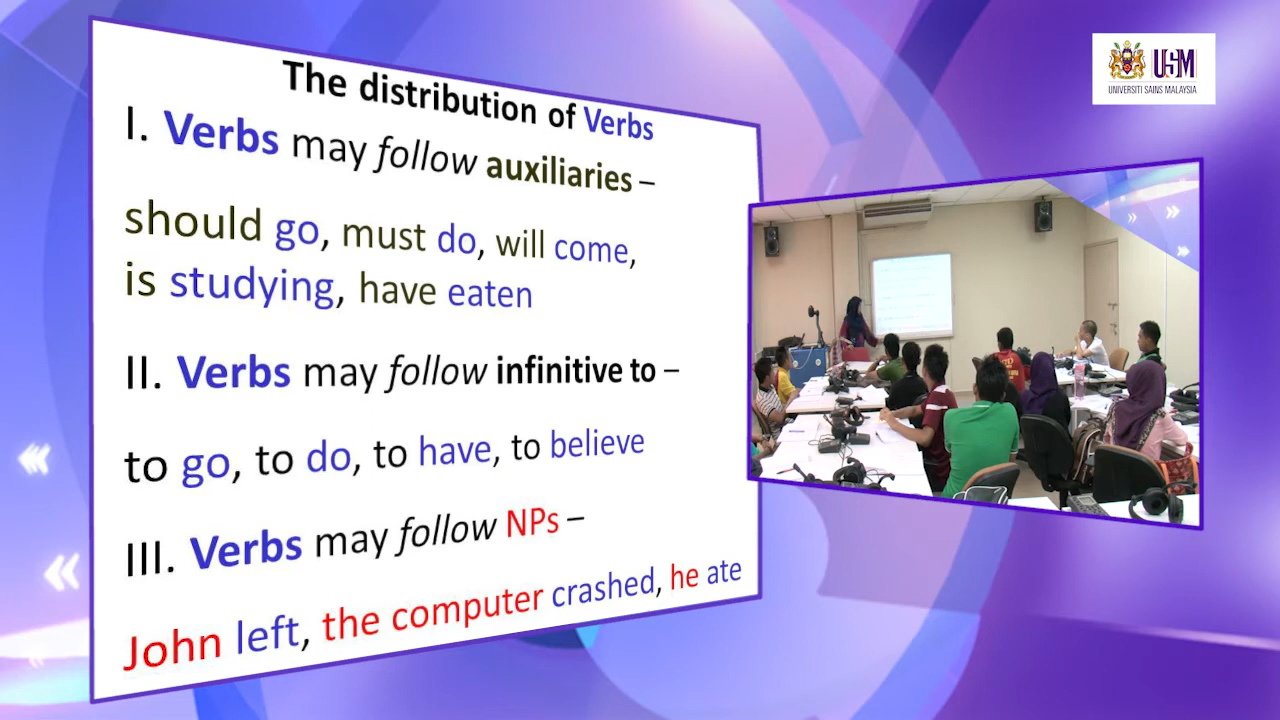 The distribution of Verbs
I. Verbs may follow auxiliaries –
should go, must do, will come,
is studying, have eaten
II. Verbs may follow infinitive to –
to go, to do, to have, to believe
III. Verbs may follow NPs –
John left, the computer crashed, he ate
USM
UNIVERSITI SAINS MALAYSIA